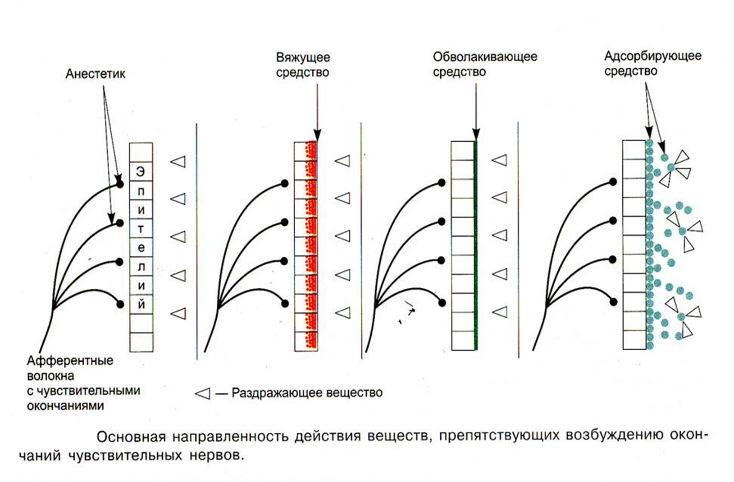 Анестетик
Вяжущее
средство
Обволакивающее
средство
Адсорбирующее
средство
Эпителий
Афферентные
волокна
с чувствительными
окончаниями
— Раздражающее вещество
Основная направленность действия веществ, препятствующих возбуждению окон-
чаний чувствительных нервов.